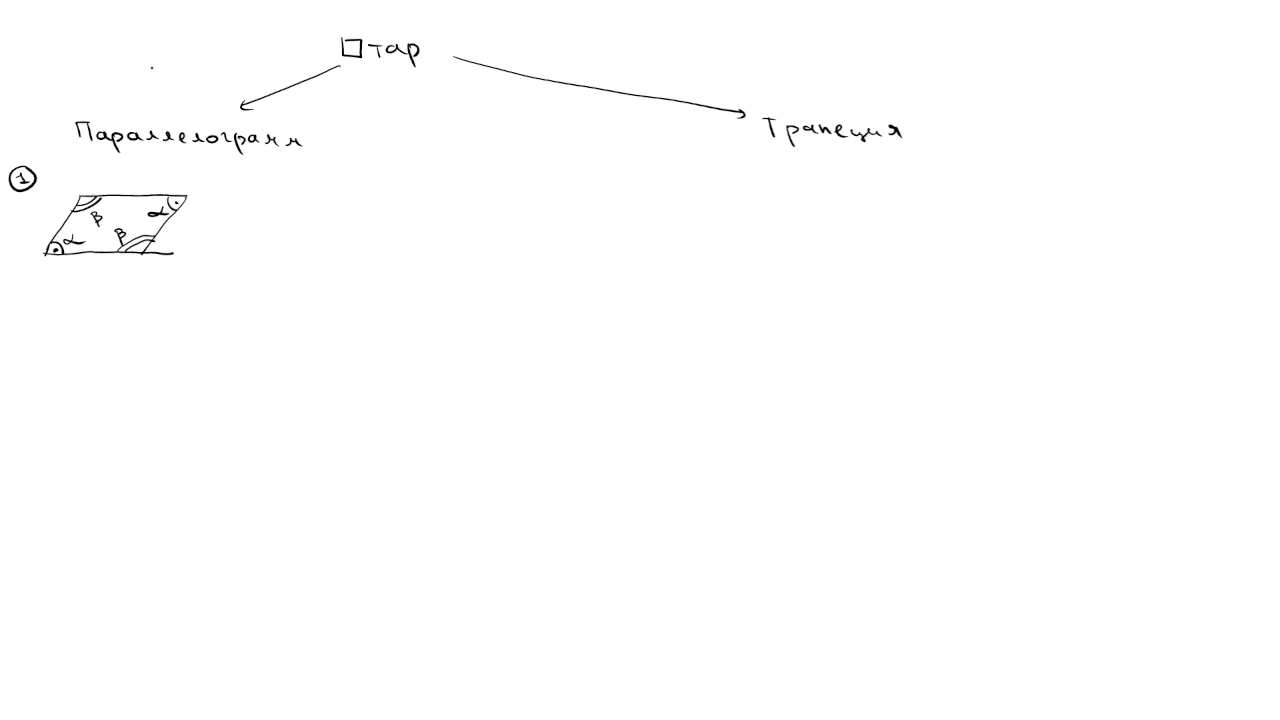 □тар
Параллелограмм
Трапеция
1
β α
α β